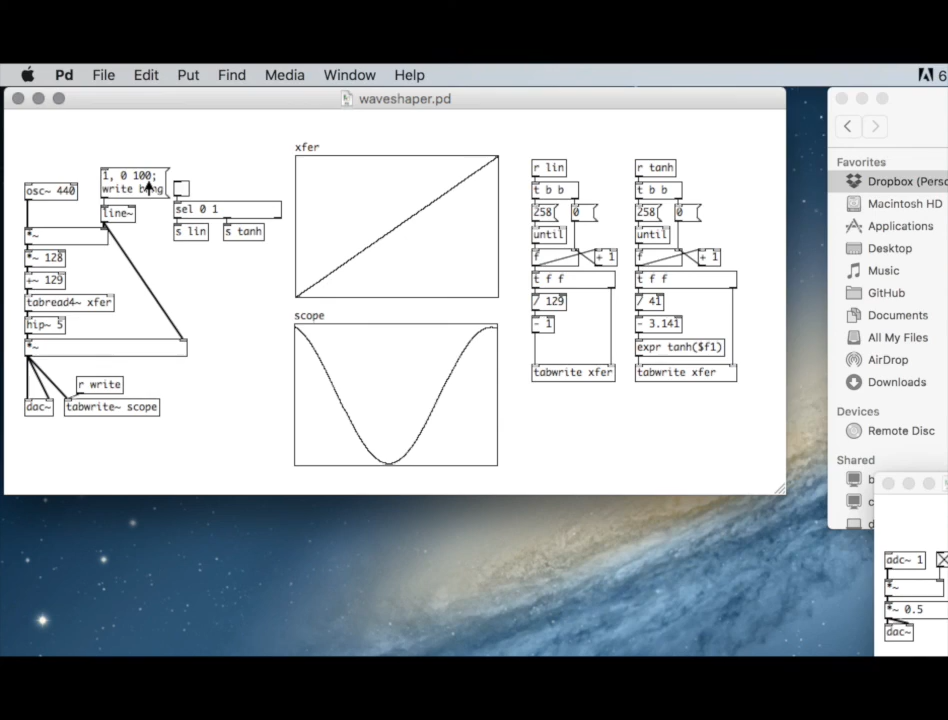 Pd File Edit Put Find Media Window Help
6
waveshaper.pd
osc~ 440
1, 0 100;
line~
sel 0 1
s lin
s tanh
*~
*~ 128
+~ 129
tabread4~ xfer
hip~ 5
*~
r write
dac~
tabwrite~ scope
xfer
scope
r lin
t b b
258
0
until
f
+ 1
t f f
/ 129
- 1
tabwrite xfer
r tanh
t b b
258
0
until
f
+ 1
t f f
/ 41
- 3.141
expr tanh($f1)
tabwrite xfer
Favorites
Dropbox (Perso
Macintosh HD
Applications
Desktop
Music
GitHub
Documents
All My Files
AirDrop
Downloads
Devices
Remote Disc
Shared
adc~ 1
*~
*~ 0.5
dac~